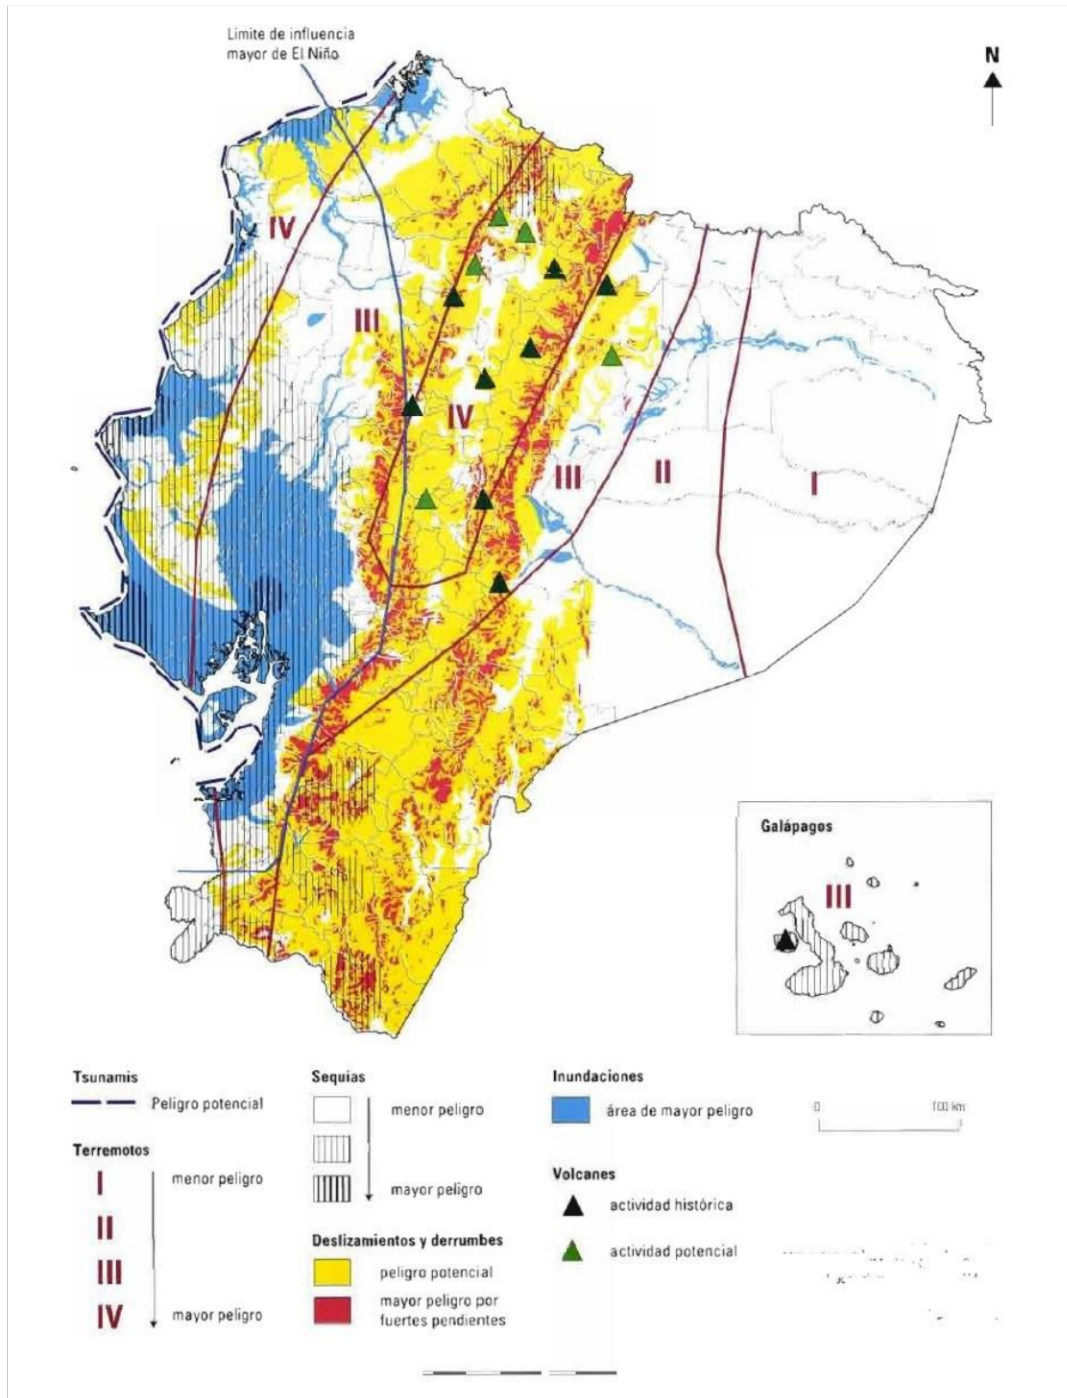 Limite de influencia
mayor de El Niño
N
IV
III
IV
III
II
I
Galápagos
III
Tsunamis
Peligro potencial
Terremotos
I
menor peligro
II
III
IV
mayor peligro
Sequias
menor peligro
mayor peligro
Deslizamientos y derrumbes
peligro potencial
mayor peligro por
fuertes pendientes
Inundaciones
área de mayor peligro
0
100 km
Volcanes
actividad histórica
actividad potencial